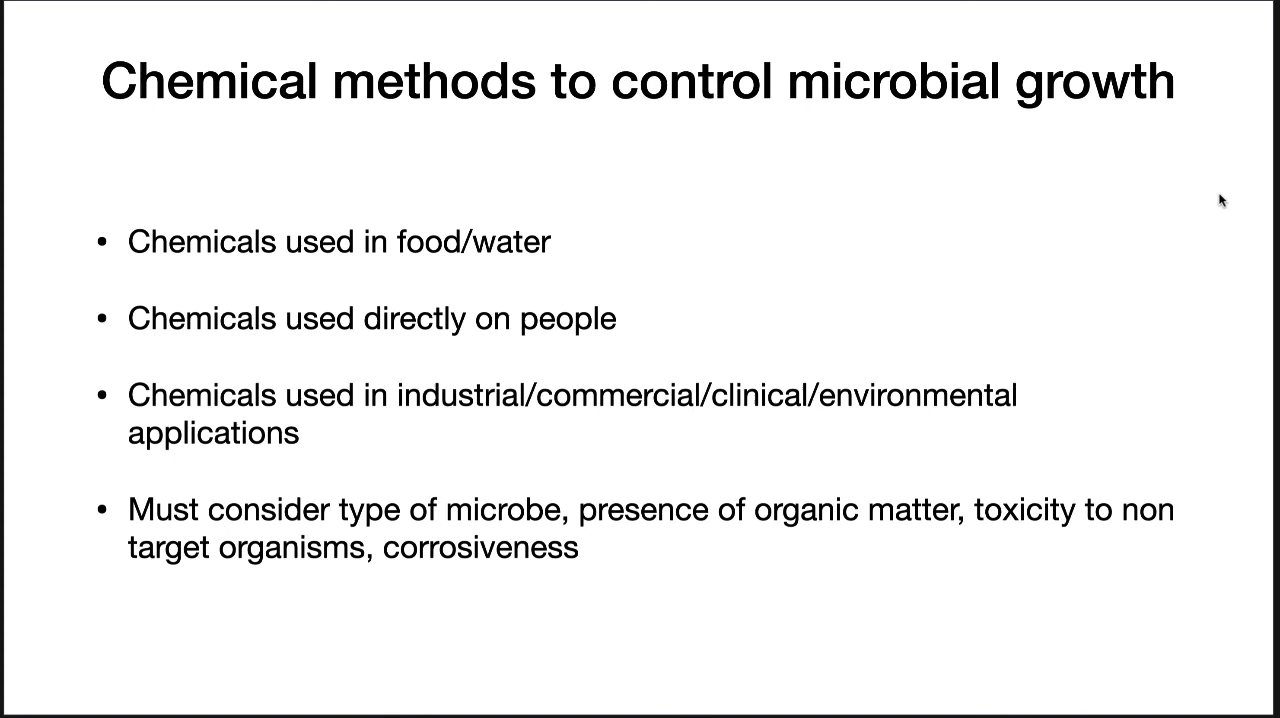 Chemical methods to control microbial growth
• Chemicals used in food/water
• Chemicals used directly on people
• Chemicals used in industrial/commercial/clinical/environmental
applications
• Must consider type of microbe, presence of organic matter, toxicity to non
target organisms, corrosiveness